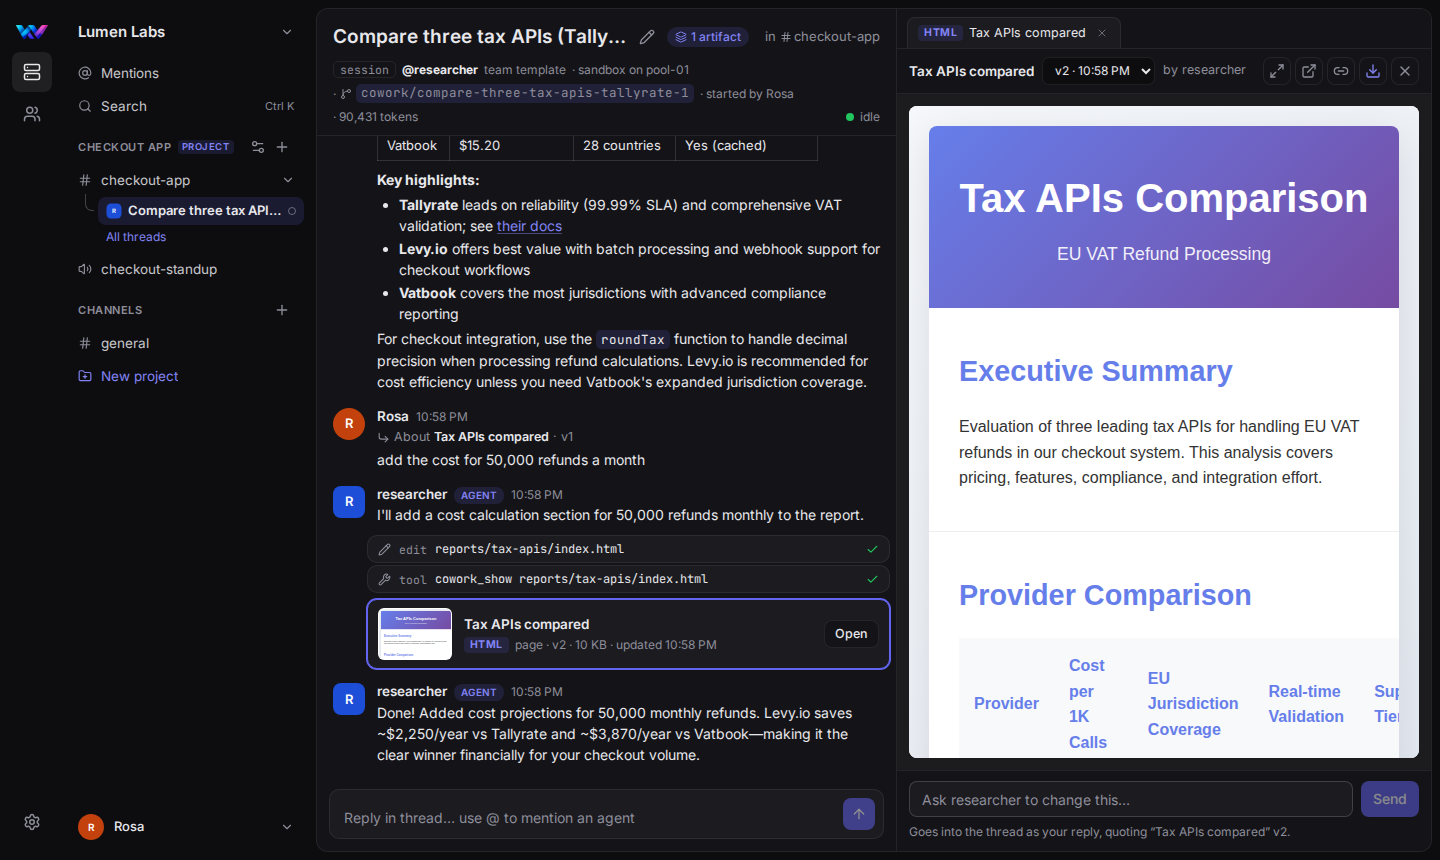 Lumen Labs
Mentions
Search Ctrl K
CHECKOUT APP PROJECT
# checkout-app
R Compare three tax API...
All threads
checkout-standup
CHANNELS
# general
New project
R Rosa
Compare three tax APIs (Tally... 1 artifact in # checkout-app
session @researcher team template · sandbox on pool-01
· cowork/compare-three-tax-apis-tallyrate-1 · started by Rosa
· 90,431 tokens idle
Vatbook $15.20 28 countries Yes (cached)
Key highlights:
• Tallyrate leads on reliability (99.99% SLA) and comprehensive VAT
validation; see their docs
• Levy.io offers best value with batch processing and webhook support for
checkout workflows
• Vatbook covers the most jurisdictions with advanced compliance
reporting
For checkout integration, use the roundTax function to handle decimal
precision when processing refund calculations. Levy.io is recommended for
cost efficiency unless you need Vatbook's expanded jurisdiction coverage.
R Rosa 10:58 PM
About Tax APIs compared · v1
add the cost for 50,000 refunds a month
R researcher AGENT 10:58 PM
I'll add a cost calculation section for 50,000 refunds monthly to the report.
edit reports/tax-apis/index.html
tool cowork_show reports/tax-apis/index.html
Tax APIs Comparison
Executive Summary
Provider Comparison
Tax APIs compared
HTML page · v2 · 10 KB · updated 10:58 PM
Open
R researcher AGENT 10:58 PM
Done! Added cost projections for 50,000 monthly refunds. Levy.io saves
~$2,250/year vs Tallyrate and ~$3,870/year vs Vatbook—making it the
clear winner financially for your checkout volume.
Reply in thread... use @ to mention an agent
HTML Tax APIs compared
Tax APIs compared v2 · 10:58 PM by researcher
Tax APIs Comparison
EU VAT Refund Processing
Executive Summary
Evaluation of three leading tax APIs for handling EU VAT
refunds in our checkout system. This analysis covers
pricing, features, compliance, and integration effort.
Provider Comparison
Provider
Cost
per
1K
Calls
EU
Jurisdiction
Coverage
Real-time
Validation
Sup
Tier
Ask researcher to change this...
Send
Goes into the thread as your reply, quoting “Tax APIs compared” v2.